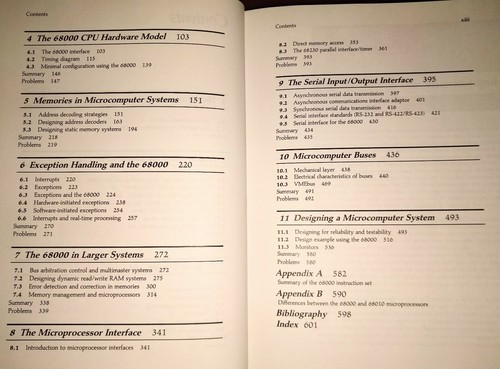 Contents
4 The 68000 CPU Hardware Model 103
4.1 The 68000 interface 103
4.2 Timing diagram 115
4.3 Minimal configuration using the 68000 139
Summary 146
Problems 147
5 Memories in Microcomputer Systems 151
5.1 Address decoding strategies 151
5.2 Designing address decoders 163
5.3 Designing static memory systems 194
Summary 218
Problems 219
6 Exception Handling and the 68000 220
6.1 Interrupts 220
6.2 Exceptions 223
6.3 Exceptions and the 68000 224
6.4 Hardware-initiated exceptions 238
6.5 Software-initiated exceptions 254
6.6 Interrupts and real-time processing 257
Summary 270
Problems 271
7 The 68000 in Larger Systems 272
7.1 Bus arbitration control and multimaster systems 272
7.2 Designing dynamic read/write RAM systems 275
7.3 Error detection and correction in memories 300
7.4 Memory management and microprocessors 314
Summary 338
Problems 339
8 The Microprocessor Interface 341
8.1 Introduction to microprocessor interfaces 341
Contents xiii
8.2 Direct memory access 353
8.3 The 68230 parallel interface/timer 361
Summary 393
Problems 393
9 The Serial Input/Output Interface 395
9.1 Asynchronous serial data transmission 397
9.2 Asynchronous communications interface adaptor 401
9.3 Synchronous serial data transmission 416
9.4 Serial interface standards (RS-232 and RS-422/RS-423) 421
9.5 Serial interface for the 68000 430
Summary 434
Problems 435
10 Microcomputer Buses 436
10.1 Mechanical layer 438
10.2 Electrical characteristics of buses 440
10.3 VMEbus 469
Summary 491
Problems 492
11 Designing a Microcomputer System 493
11.1 Designing for reliability and testability 493
11.2 Design example using the 68000 516
11.3 Monitors 536
Summary 580
Problems 580
Appendix A 582
Summary of the 68000 instruction set
Appendix B 590
Differences between the 68000 and 68010 microprocessors
Bibliography 598
Index 601